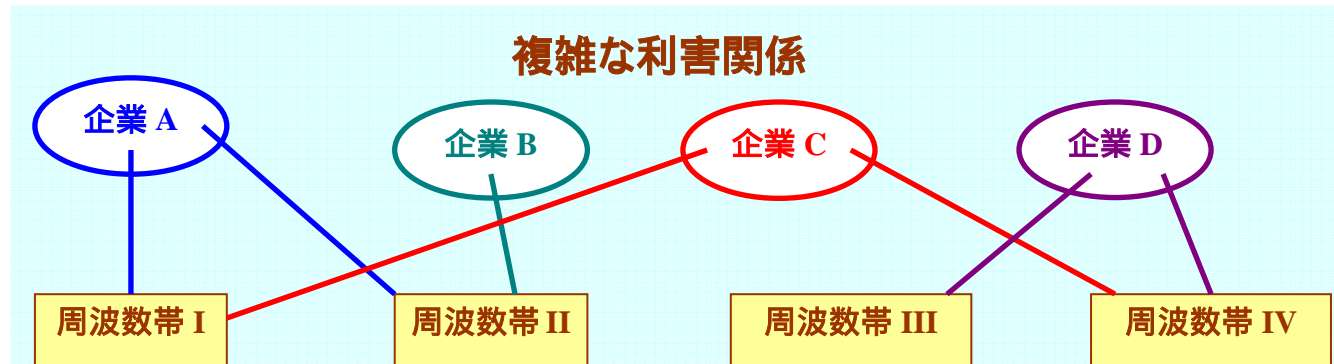 複雑な利害関係
企業 A
企業 B
企業 C
企業 D
周波数帯 I
周波数帯 II
周波数帯 III
周波数帯 IV